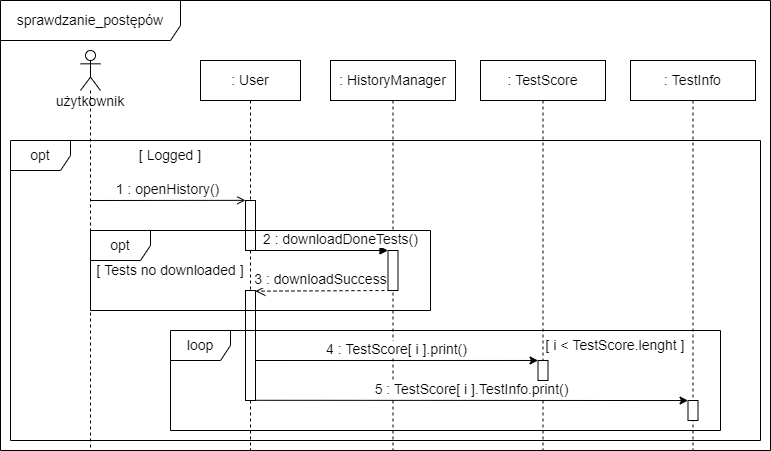 sprawdzanie_postępów
użytkownik
: User
: HistoryManager
: TestScore
: TestInfo
opt
[ Logged ]
1 : openHistory()
opt
2 : downloadDoneTests()
[ Tests no downloaded ]
3 : downloadSuccess
loop
4 : TestScore[ i ].print()
[ i < TestScore.lenght ]
5 : TestScore[ i ].TestInfo.print()